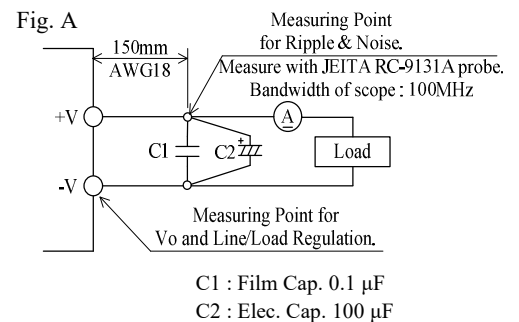 Fig. A
Measuring Point
for Ripple & Noise.
Measure with JEITA RC-9131A probe.
Bandwidth of scope : 100MHz
150mm
AWG18
+V
A
C1
C2
+
Load
-V
Measuring Point for
Vo and Line/Load Regulation.
C1 : Film Cap. 0.1 µF
C2 : Elec. Cap. 100 µF